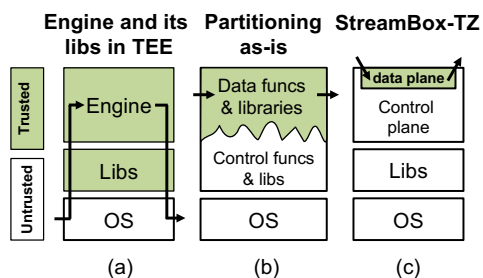 Engine and its
libs in TEE
Partitioning
as-is
StreamBox-TZ
Trusted
Untrusted
Engine
Libs
OS
Data funcs
& libraries
Control funcs
& libs
OS
data plane
Control
plane
Libs
OS
(a)
(b)
(c)